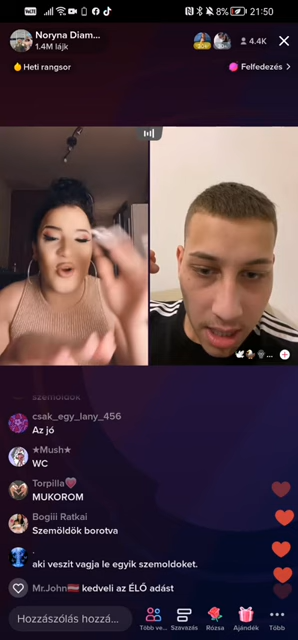 VoLTE 8% 21:50
Noryna Diam...
1.4M lájk
4.4K
Heti rangsor
Felfedezés >
szemöldök
csak_egy_lany_456
Az jó
★Mush★
WC
Torpilla
MUKOROM
Bogiii Ratkai
Szemöldök borotva
.
aki veszit vagja le egyik szemoldoket.
Mr.John kedveli az ÉLŐ adást
Hozzászólás hozzá...
Több ve...
Szavazás
Rózsa
Ajándék
Több